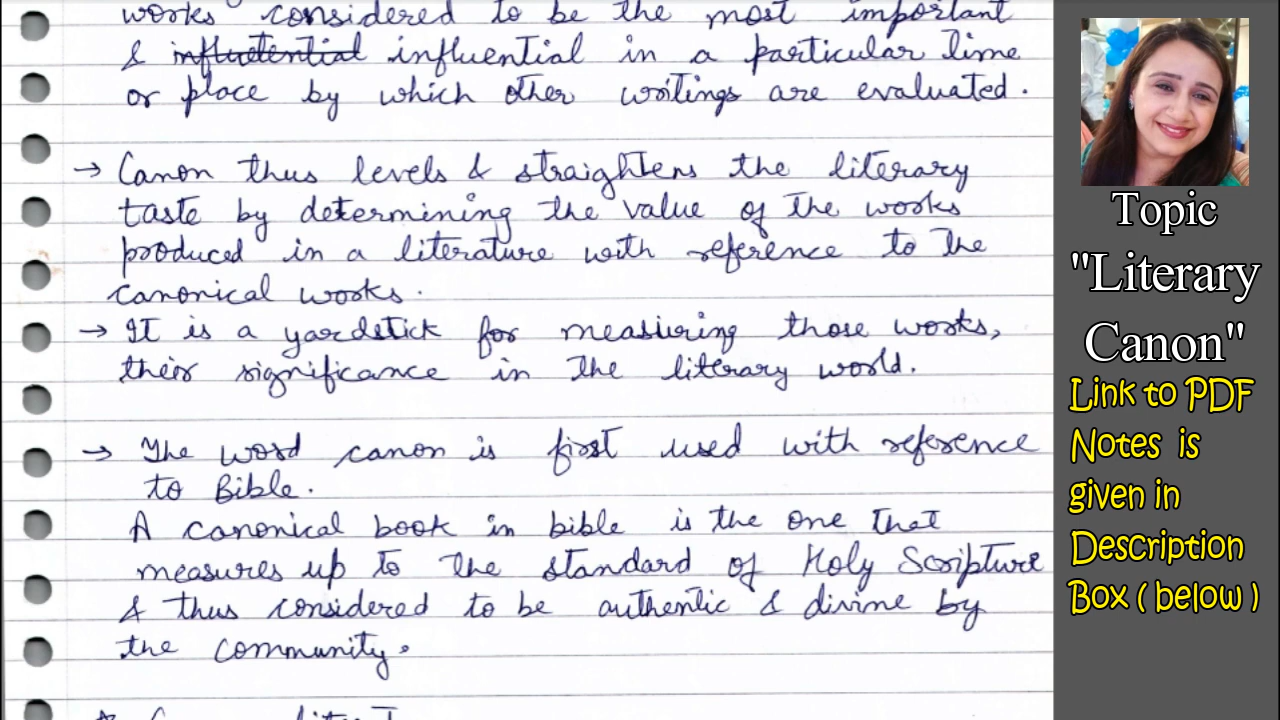 works considered to be the most important
& influetential influential in a particular time
or place by which other writings are evaluated.
→ Canon thus levels & straightens the literary
taste by determining the value of the works
produced in a literature with reference to the
canonical works.
→ It is a yardstick for measuring those works,
their significance in the literary world.
→ The word canon is first used with reference
to Bible.
A canonical book in bible is the one that
measures up to the standard of Holy Scripture
& thus considered to be authentic & divine by
the community.
Topic
"Literary
Canon"
Link to PDF
Notes is
given in
Description
Box ( below )